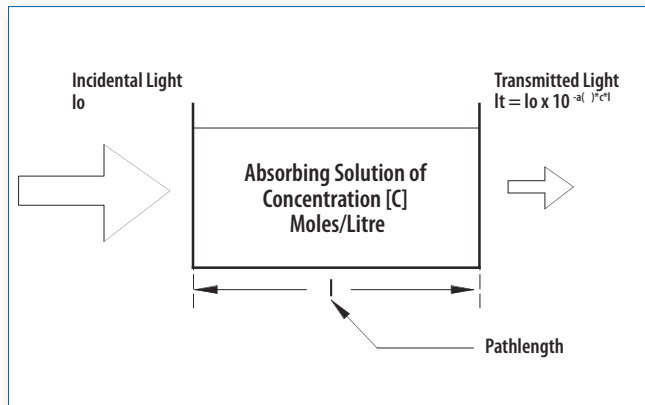 Incidental Light
Io
Transmitted Light
It = Io x 10 -a( )*c*l
Absorbing Solution of
Concentration [C]
Moles/Litre
l
Pathlength